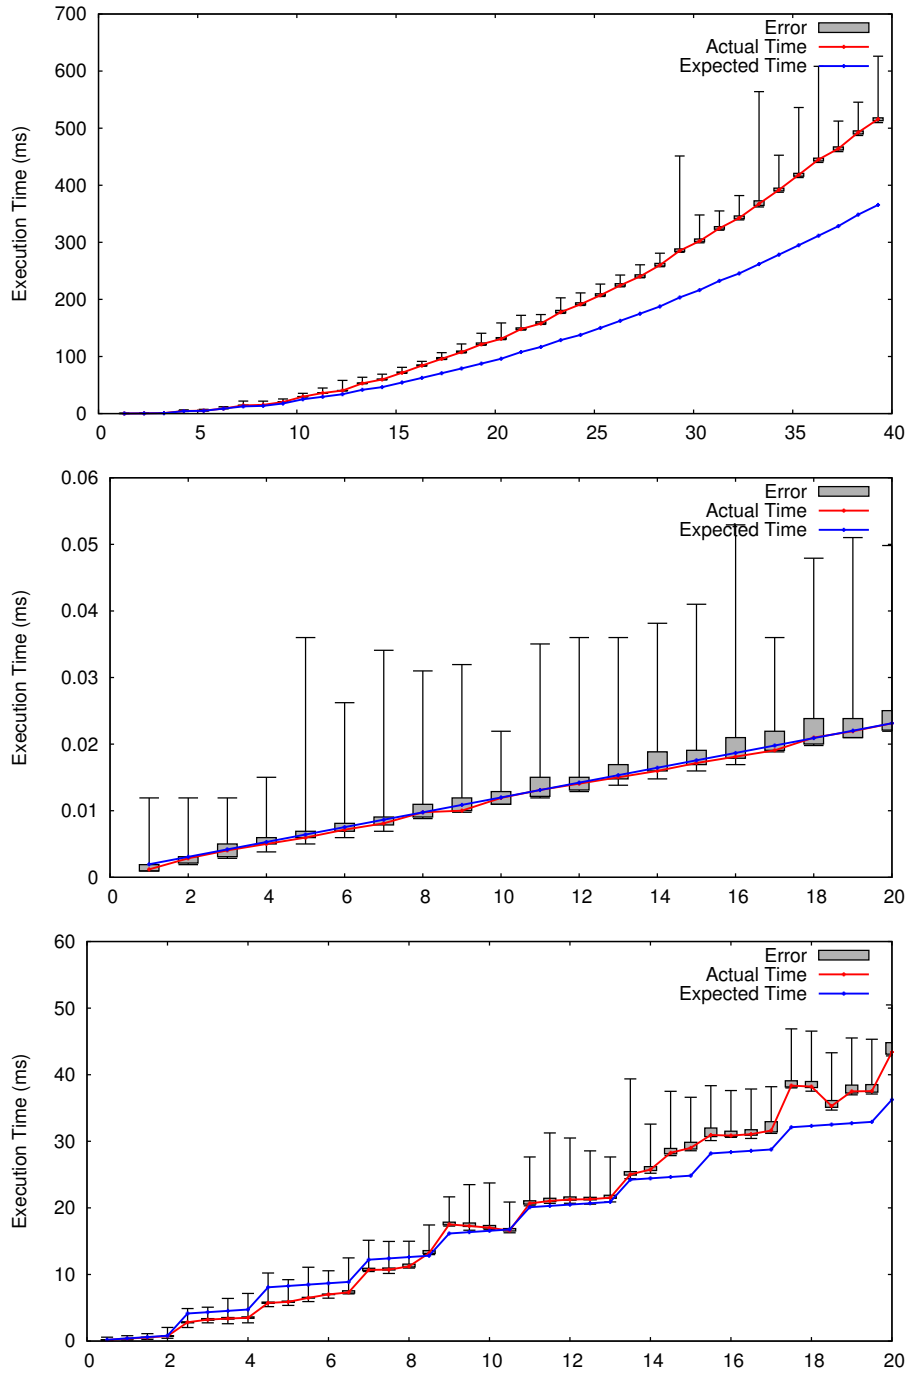 700
600
500
400
300
200
100
0
Execution Time (ms)
Error
Actual Time
Expected Time
0 5 10 15 20 25 30 35 40
0.06
0.05
0.04
0.03
0.02
0.01
0
Execution Time (ms)
Error
Actual Time
Expected Time
0 2 4 6 8 10 12 14 16 18 20
60
50
40
30
20
10
0
Execution Time (ms)
Error
Actual Time
Expected Time
0 2 4 6 8 10 12 14 16 18 20